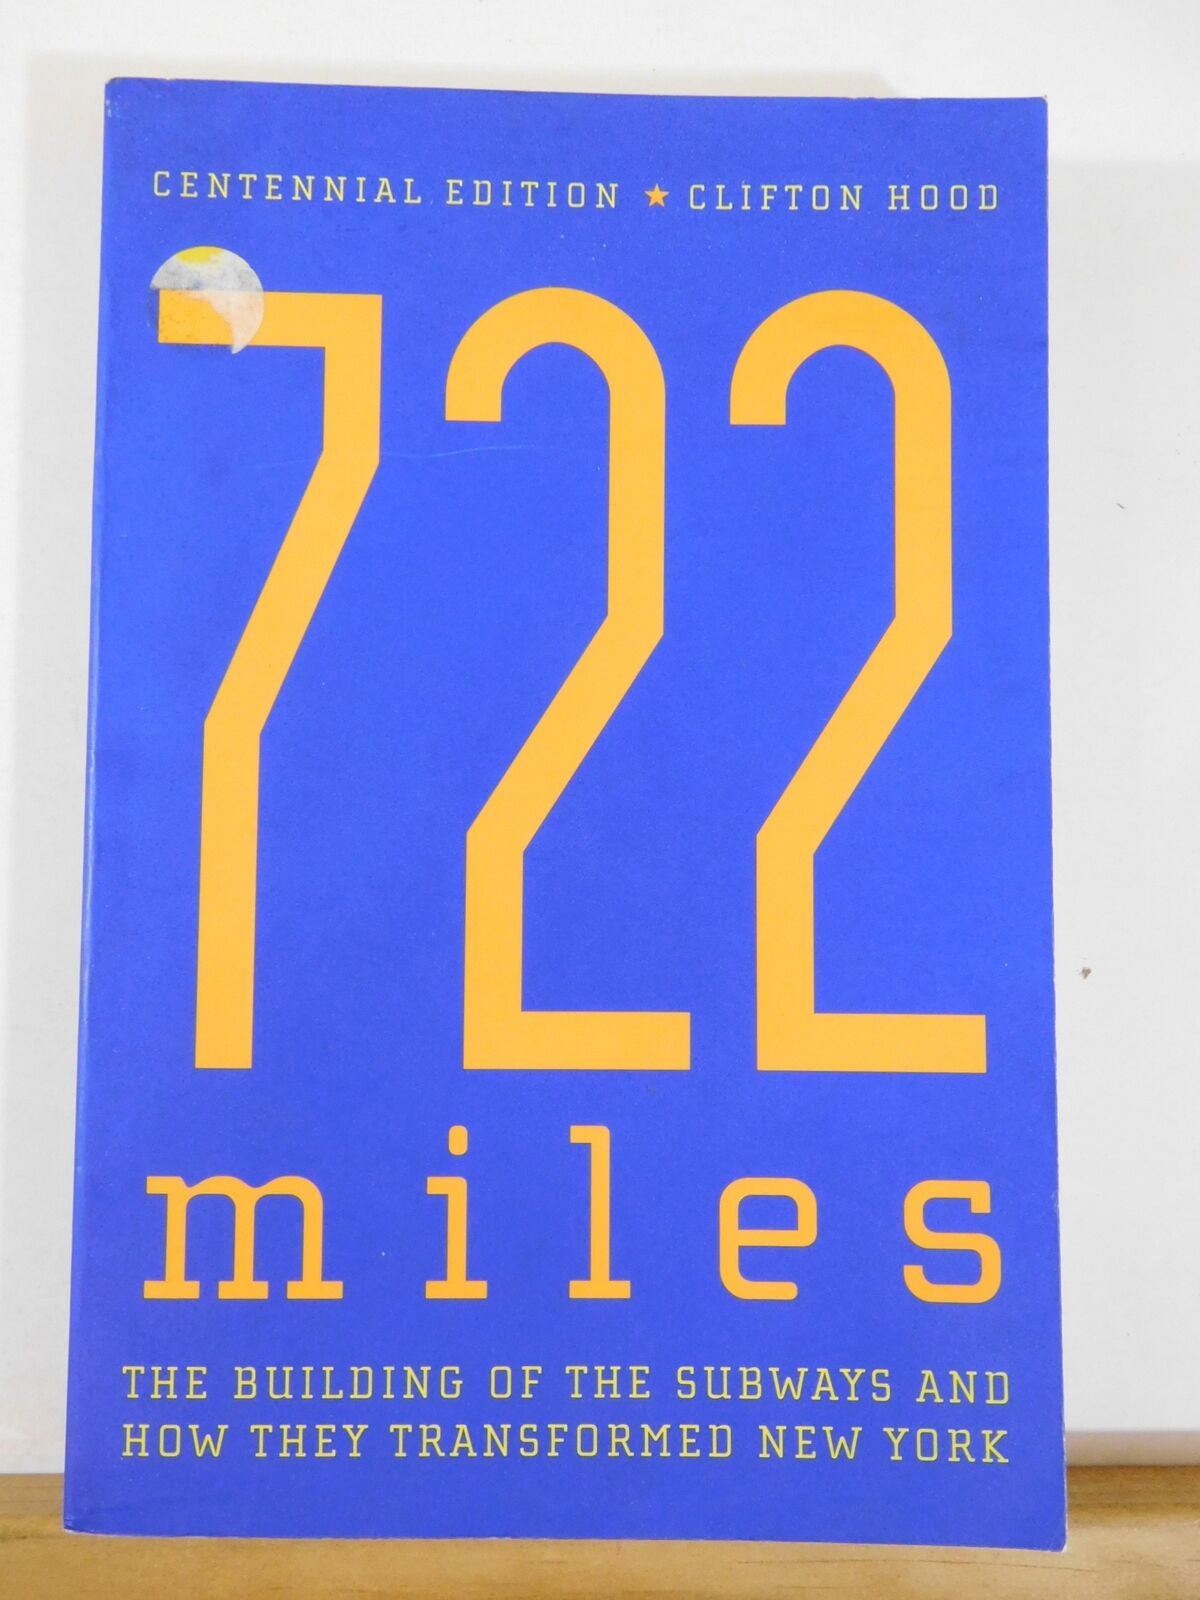 CENTENNIAL EDITION ★ CLIFTON HOOD
722
miles
THE BUILDING OF THE SUBWAYS AND
HOW THEY TRANSFORMED NEW YORK